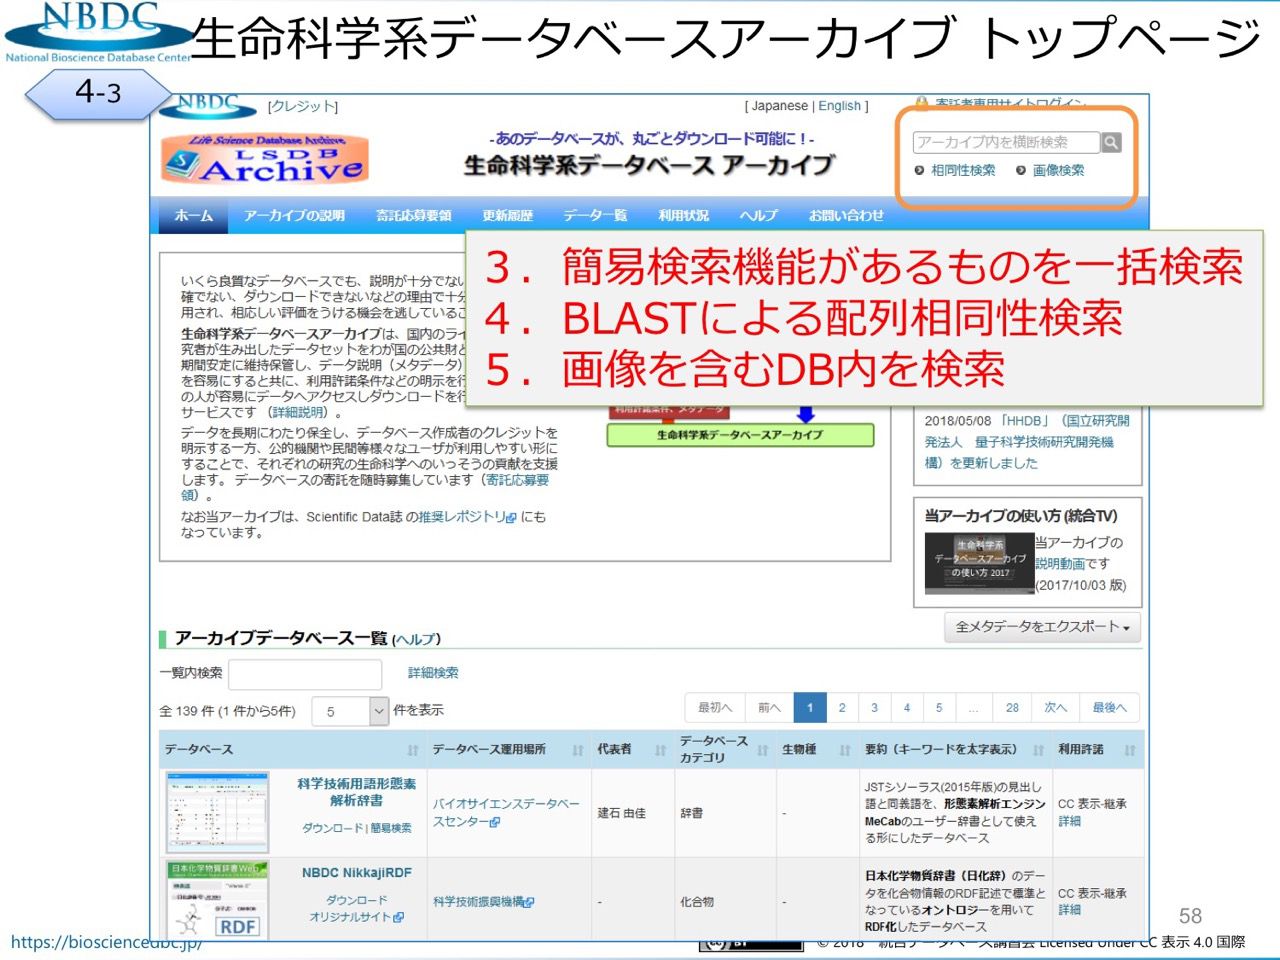 NBDC
National Bioscience Database Center
生命科学系データベースアーカイブ トップページ
4-3
NBDC
[クレジット]
[ Japanese | English ]
寄託者専用サイトログイン
Life Science Database Archive
LSDB
Archive
-あのデータベースが、丸ごとダウンロード可能に！-
生命科学系データベース アーカイブ
アーカイブ内を横断検索
相同性検索
画像検索
ホーム
アーカイブの説明
寄託応募要領
更新履歴
データ一覧
利用状況
ヘルプ
お問い合わせ
３．簡易検索機能があるものを一括検索
４．BLASTによる配列相同性検索
５．画像を含むDB内を検索
いくら良質なデータベースでも、説明が十分でない
確でない、ダウンロードできないなどの理由で十分
用され、相応しい評価をうける機会を逃しているこ
生命科学系データベースアーカイブは、国内のライ
究者が生み出したデータセットをわが国の公共財と
期間安定に維持保管し、データ説明（メタデータ）
を容易にすると共に、利用許諾条件などの明示を行
の人が容易にデータへアクセスしダウンロードを行
サービスです （詳細説明）。
データを長期にわたり保全し、データベース作成者のクレジットを
明示する一方、公的機関や民間等様々なユーザが利用しやすい形に
することで、それぞれの研究の生命科学へのいっそうの貢献を支援
します。 データベースの寄託を随時募集しています（寄託応募要
領）。
なお当アーカイブは、Scientific Data誌 の推奨レポジトリ にも
なっています。
利用許諾条件、メタデータ
生命科学系データベースアーカイブ
2018/05/08 「HHDB」（国立研究開
発法人　量子科学技術研究開発機
構）を更新しました
当アーカイブの使い方 (統合TV)
生命科学系
データベースアーカイブ
の使い方 2017
当アーカイブの
説明動画です
(2017/10/03 版)
アーカイブデータベース一覧 (ヘルプ)
全メタデータをエクスポート
一覧内検索
詳細検索
全 139 件 (1 件から5件)
5
件を表示
最初へ 前へ 1 2 3 4 5 ... 28 次へ 最後へ
データベース
データベース運用場所
代表者
データベース
カテゴリ
生物種
要約（キーワードを太字表示）
利用許諾
科学技術用語形態素
解析辞書
ダウンロード | 簡易検索
バイオサイエンスデータベー
スセンター
建石 由佳
辞書
-
JSTシソーラス(2015年版)の見出し
語と同義語を、形態素解析エンジン
MeCabのユーザー辞書として使え
る形にしたデータベース
CC 表示-継承
詳細
日本化学物質辞書Web
RDF
NBDC NikkajiRDF
ダウンロード
オリジナルサイト
科学技術振興機構
-
化合物
-
日本化学物質辞書（日化辞）のデー
タを化合物情報のRDF記述で標準と
なっているオントロジーを用いて
RDF化したデータベース
CC 表示-継承
詳細
58
https://biosciencedbc.jp/
© 2018 統合データベース講習会 Licensed Under CC 表示 4.0 国際